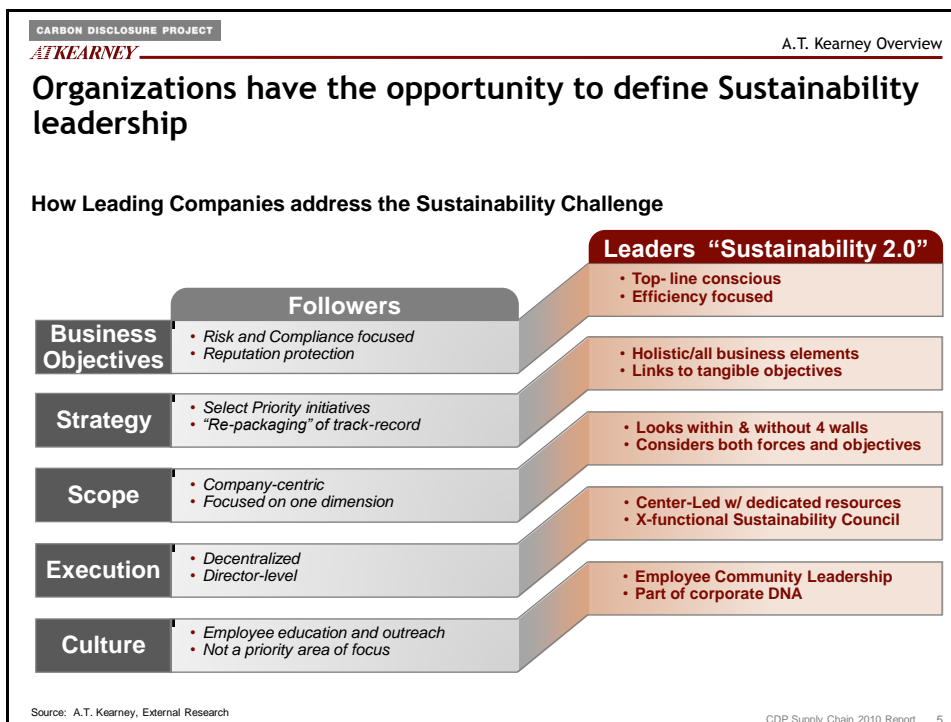 CARBON DISCLOSURE PROJECT
ATKEARNEY
A.T. Kearney Overview
Organizations have the opportunity to define Sustainability
leadership
How Leading Companies address the Sustainability Challenge
Leaders “Sustainability 2.0”
• Top- line conscious
• Efficiency focused
Followers
Business
Objectives
• Risk and Compliance focused
• Reputation protection
• Holistic/all business elements
• Links to tangible objectives
Strategy
• Select Priority initiatives
• “Re-packaging” of track-record
• Looks within & without 4 walls
• Considers both forces and objectives
Scope
• Company-centric
• Focused on one dimension
• Center-Led w/ dedicated resources
• X-functional Sustainability Council
Execution
• Decentralized
• Director-level
• Employee Community Leadership
• Part of corporate DNA
Culture
• Employee education and outreach
• Not a priority area of focus
Source: A.T. Kearney, External Research
CDP Supply Chain 2010 Report 5